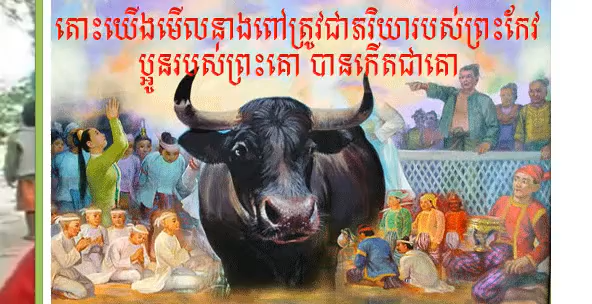 តោះយើងមើលនាងពៅត្រូវជាភរិយារបស់ព្រះកែវ
ប្អូនរបស់ព្រះគោ បានកើតជាគោ